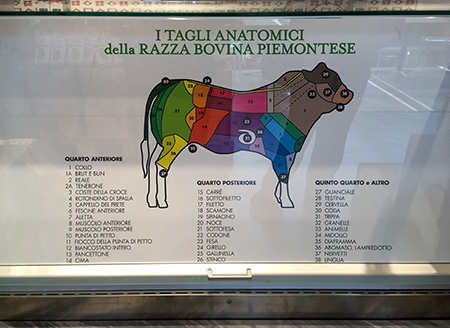 I TAGLI ANATOMICI
della RAZZA BOVINA PIEMONTESE
QUARTO ANTERIORE
1 COLLO
1A BRUT E BUN
2 REALE
2A TENERONE
3 COSTE DELLA CROCE
4 ROTONDINO DI SPALLA
5 CAPPELLO DEL PRETE
6 FESONE ANTERIORE
7 ALETTA
8 MUSCOLO ANTERIORE
9 MUSCOLO POSTERIORE
10 PUNTA DI PETTO
11 FIOCCO DELLA PUNTA DI PETTO
12 BIANCOSTATO INTERO
13 PANCETTONE
14 CIMA
QUARTO POSTERIORE
15 CARRÉ
16 SOTTOFILETTO
17 FILETTO
18 SCAMONE
19 SPINACINO
20 NOCE
21 SOTTOFESA
22 CODONE
23 FESA
24 GIRELLO
25 GALLINELLA
26 STINCO
QUINTO QUARTO e ALTRO
27 GUANCIALE
28 TESTINA
29 CERVELLA
30 CODA
31 TRIPPA
32 GRANELLE
33 ANIMELLE
34 MIDOLLO
35 DIAFRAMMA
36 ABOMASO, LAMPREDOTTO
37 NERVETTI
38 LINGUA